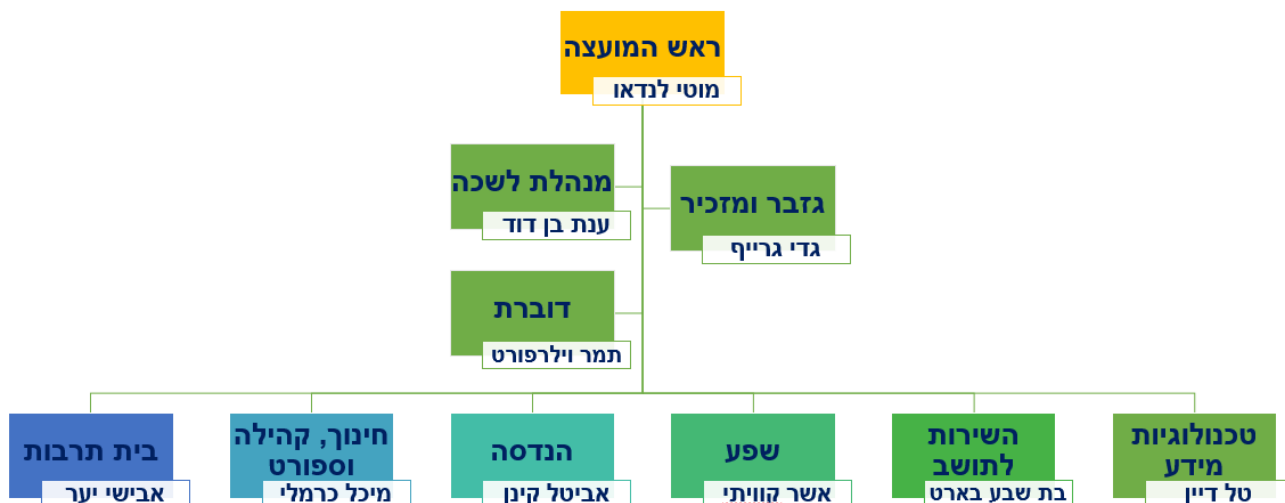 ראש המועצה
מוטי לנדאו
גזבר ומזכיר
גדי גרייף
מנהלת לשכה
ענת בן דוד
דוברת
תמר וילרפורט
טכנולוגיות
מידע
טל דיין
השירות
לתושב
בת שבע בארט
שפע
אשר קוויתי
הנדסה
אביטל קינן
חינוך, קהילה
וספורט
מיכל כרמלי
בית תרבות
אבישי יער